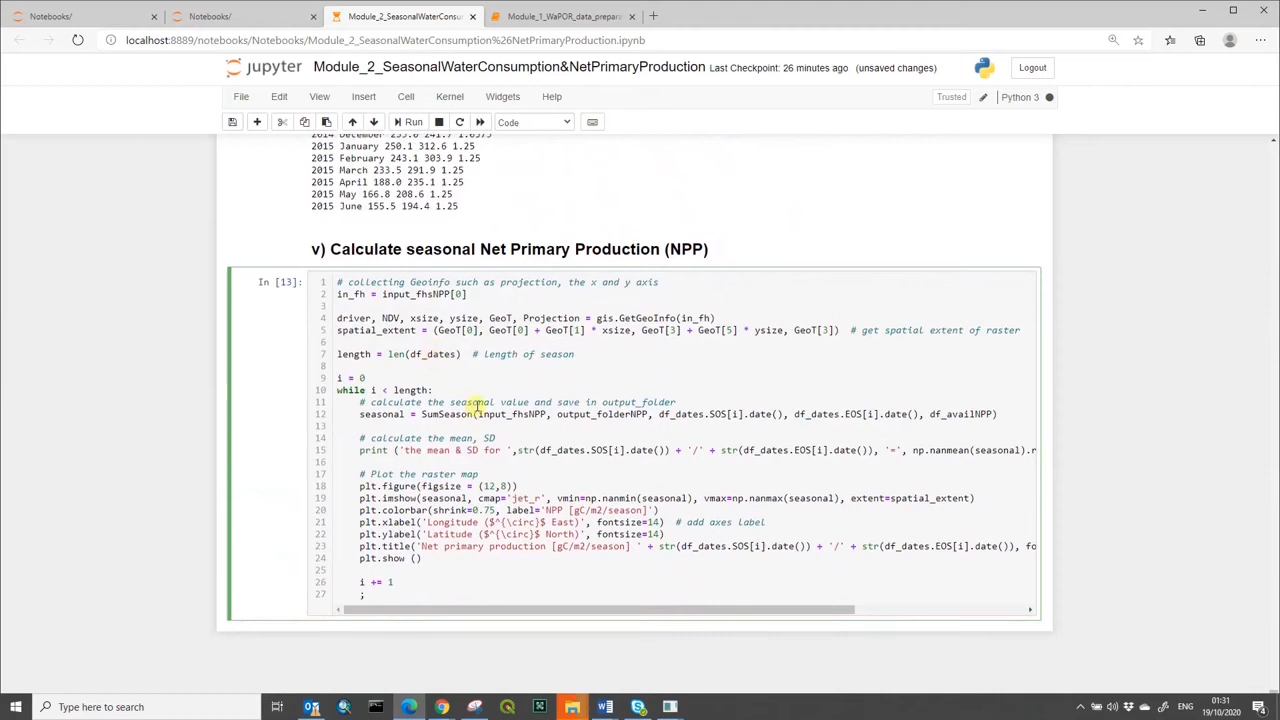 Notebooks/
Notebooks/
Module_2_SeasonalWaterConsu
Module_1_WaPOR_data_prepara
localhost:8889/notebooks/Notebooks/Module_2_SeasonalWaterConsumption%26NetPrimaryProduction.ipynb
jupyter Module_2_SeasonalWaterConsumption&NetPrimaryProduction Last Checkpoint: 26 minutes ago (unsaved changes)
Logout
File Edit View Insert Cell Kernel Widgets Help
Trusted Python 3
Run Code
2014 December 233.0 241.7 1.0375
2015 January 250.1 312.6 1.25
2015 February 243.1 303.9 1.25
2015 March 233.5 291.9 1.25
2015 April 188.0 235.1 1.25
2015 May 166.8 208.6 1.25
2015 June 155.5 194.4 1.25
v) Calculate seasonal Net Primary Production (NPP)
In [13]:
1 # collecting Geoinfo such as projection, the x and y axis
2 in_fh = input_fhsNPP[0]
3
4 driver, NDV, xsize, ysize, GeoT, Projection = gis.GetGeoInfo(in_fh)
5 spatial_extent = (GeoT[0], GeoT[0] + GeoT[1] * xsize, GeoT[3] + GeoT[5] * ysize, GeoT[3]) # get spatial extent of raster
6
7 length = len(df_dates) # length of season
8
9 i = 0
10 while i < length:
11 # calculate the seasonal value and save in output_folder
12 seasonal = SumSeason(input_fhsNPP, output_folderNPP, df_dates.SOS[i].date(), df_dates.EOS[i].date(), df_availNPP)
13
14 # calculate the mean, SD
15 print ('the mean & SD for ',str(df_dates.SOS[i].date()) + '/' + str(df_dates.EOS[i].date()), '=', np.nanmean(seasonal).r
16
17 # Plot the raster map
18 plt.figure(figsize = (12,8))
19 plt.imshow(seasonal, cmap='jet_r', vmin=np.nanmin(seasonal), vmax=np.nanmax(seasonal), extent=spatial_extent)
20 plt.colorbar(shrink=0.75, label='NPP [gC/m2/season]')
21 plt.xlabel('Longitude ($^{\circ}$ East)', fontsize=14) # add axes label
22 plt.ylabel('Latitude ($^{\circ}$ North)', fontsize=14)
23 plt.title('Net primary production [gC/m2/season] ' + str(df_dates.SOS[i].date()) + '/' + str(df_dates.EOS[i].date()), fo
24 plt.show ()
25
26 i += 1
27 ;
Type here to search
ENG
01:31
19/10/2020